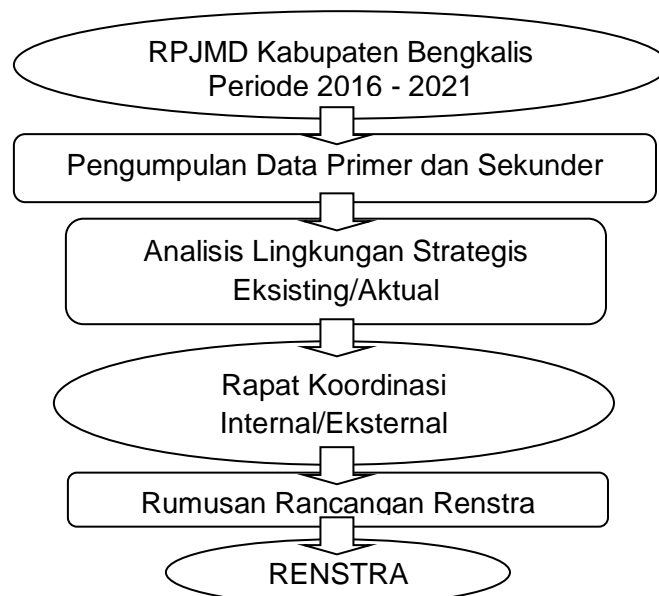 RPJMD Kabupaten Bengkalis
Periode 2016 - 2021
Pengumpulan Data Primer dan Sekunder
Analisis Lingkungan Strategis
Eksisting/Aktual
Rapat Koordinasi
Internal/Eksternal
Rumusan Rancangan Renstra
RENSTRA